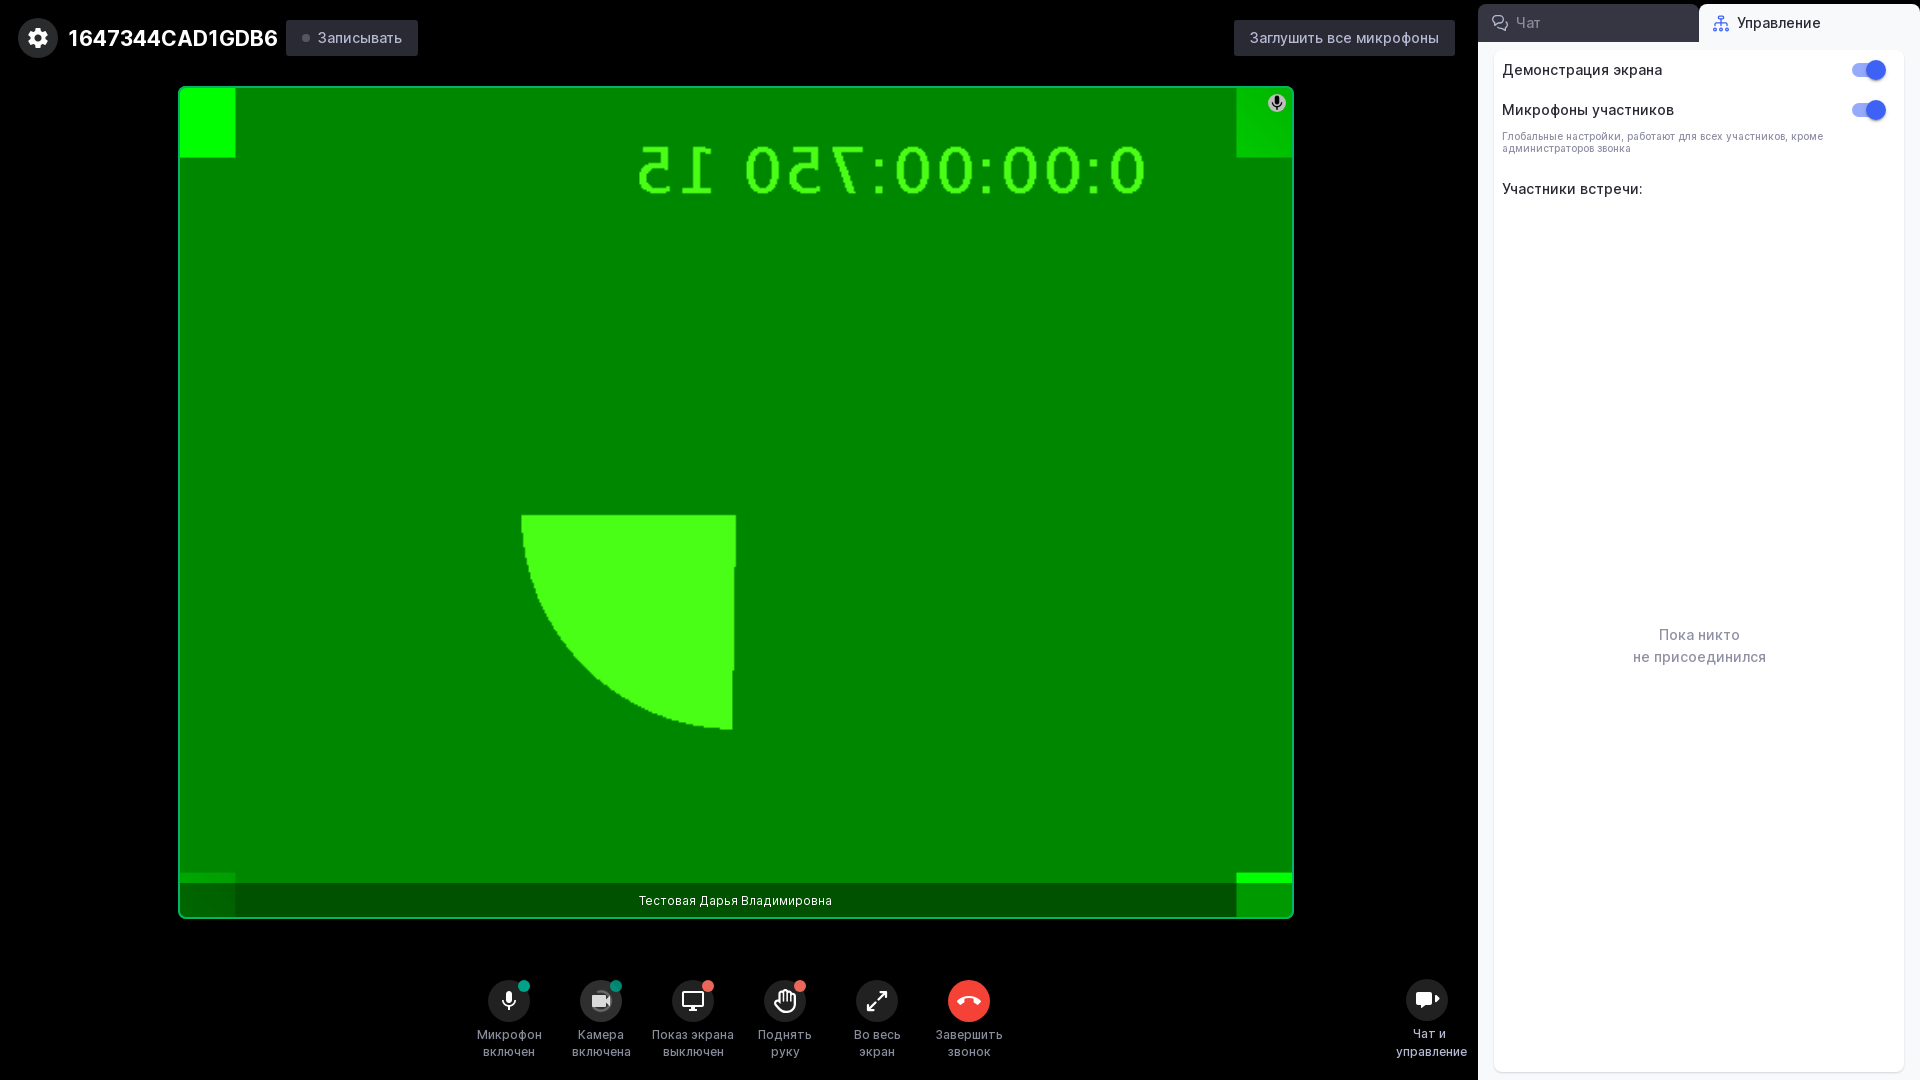 1647344CAD1GDB6
Записывать
Заглушить все микрофоны
Чат
Управление
Демонстрация экрана
Микрофоны участников
Глобальные настройки, работают для всех участников, кроме
администраторов звонка
Участники встречи:
0:00:00:750 15
Пока никто
не присоединился
Тестовая Дарья Владимировна
Микрофон
включен
Камера
включена
Показ экрана
выключен
Поднять
руку
Во весь
экран
Завершить
звонок
Чат и
управление